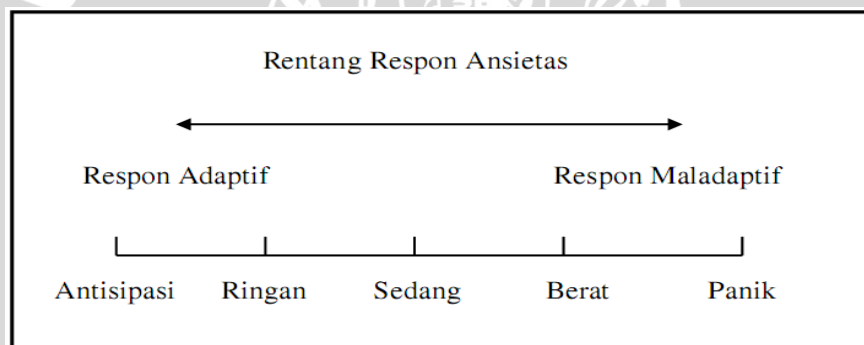 Rentang Respon Ansietas
Respon Adaptif Respon Maladaptif
Antisipasi Ringan Sedang Berat Panik